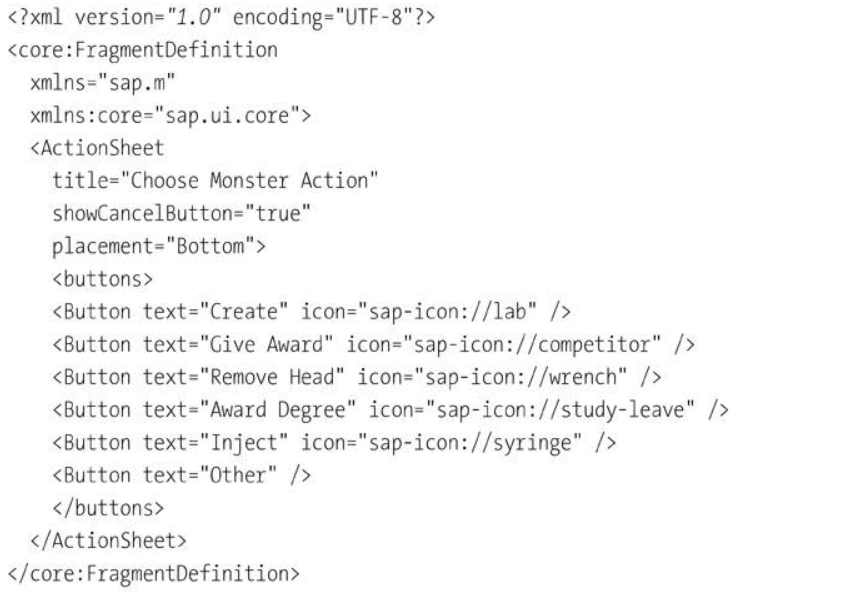 <?xml version="1.0" encoding="UTF-8"?>
<core:FragmentDefinition
xmlns="sap.m"
xmlns:core="sap.ui.core">
<ActionSheet
title="Choose Monster Action"
showCancelButton="true"
placement="Bottom">
<buttons>
<Button text="Create" icon="sap-icon://lab" />
<Button text="Give Award" icon="sap-icon://competitor" />
<Button text="Remove Head" icon="sap-icon://wrench" />
<Button text="Award Degree" icon="sap-icon://study-leave" />
<Button text="Inject" icon="sap-icon://syringe" />
<Button text="Other" />
</buttons>
</ActionSheet>
</core:FragmentDefinition>